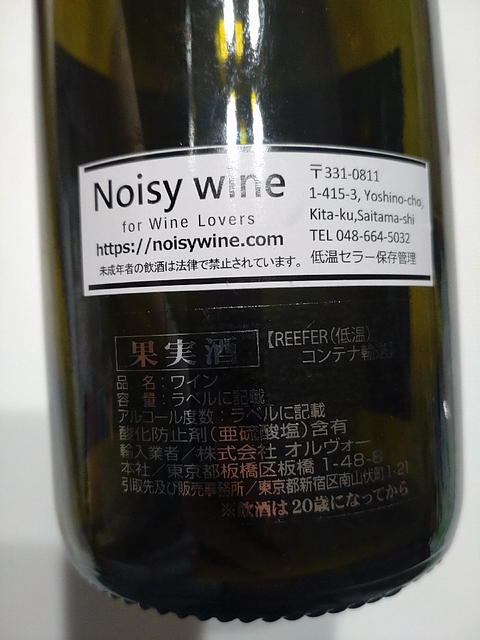 Noisy wine
for Wine Lovers
https://noisywine.com
未成年者の飲酒は法律で禁止されています。
〒331-0811
1-415-3, Yoshino-cho,
Kita-ku,Saitama-shi
TEL 048-664-5032
低温セラー保存管理
果実酒
【REEFER(低温)
コンテナ輸送】
品 名:ワイン
容 量:ラベルに記載
アルコール度数:ラベルに記載
酸化防止剤(亜硫酸塩)含有
輸入業者/株式会社 オルヴォー
本社/東京都板橋区板橋 1-48-8
引取先及び販売事務所/東京都新宿区南山伏町1-21
※飲酒は20歳になってから